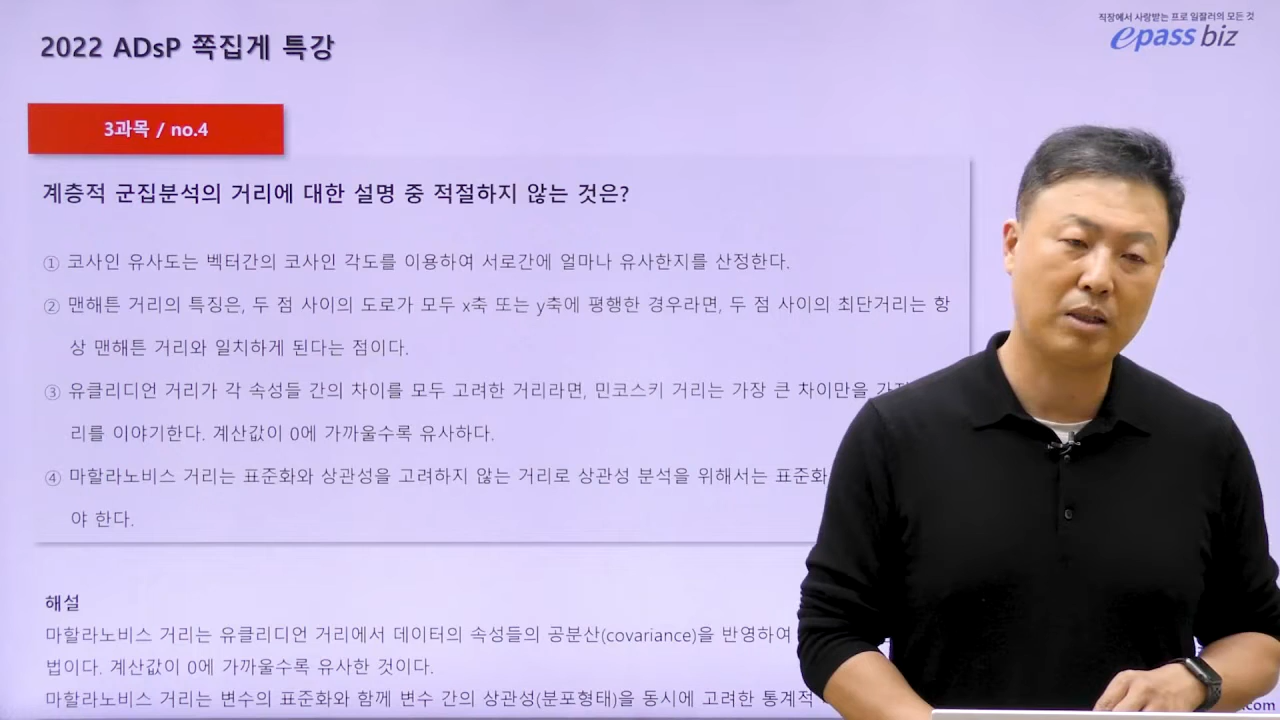 2022 ADsP 쪽집게 특강
직장에서 사랑받는 프로 일잘러의 모든 것
epass biz
3과목 / no.4
계층적 군집분석의 거리에 대한 설명 중 적절하지 않는 것은?
① 코사인 유사도는 벡터간의 코사인 각도를 이용하여 서로간에 얼마나 유사한지를 산정한다.
② 맨해튼 거리의 특징은, 두 점 사이의 도로가 모두 x축 또는 y축에 평행한 경우라면, 두 점 사이의 최단거리는 항
상 맨해튼 거리와 일치하게 된다는 점이다.
③ 유클리디언 거리가 각 속성들 간의 차이를 모두 고려한 거리라면, 민코스키 거리는 가장 큰 차이만을
리를 이야기한다. 계산값이 0에 가까울수록 유사하다.
④ 마할라노비스 거리는 표준화와 상관성을 고려하지 않는 거리로 상관성 분석을 위해서는 표준화
야 한다.
해설
마할라노비스 거리는 유클리디언 거리에서 데이터의 속성들의 공분산(covariance)을 반영하여
법이다. 계산값이 0에 가까울수록 유사한 것이다.
마할라노비스 거리는 변수의 표준화와 함께 변수 간의 상관성(분포형태)을 동시에 고려한 통계적
.com